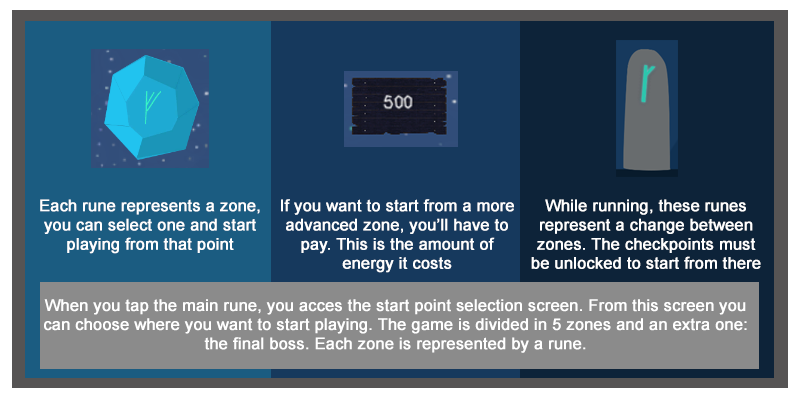 500
Each rune represents a zone,
you can select one and start
playing from that point
If you want to start from a more
advanced zone, you'll have to
pay. This is the amount of
energy it costs
While running, these runes
represent a change between
zones. The checkpoints must
be unlocked to start from there
When you tap the main rune, you acces the start point selection screen. From this screen you
can choose where you want to start playing. The game is divided in 5 zones and an extra one:
the final boss. Each zone is represented by a rune.